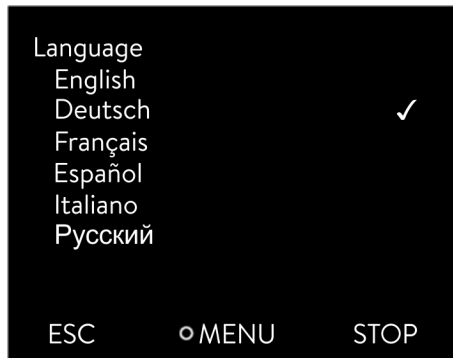 Language
English
Deutsch ✓
Français
Español
Italiano
Русский
ESC MENU STOP